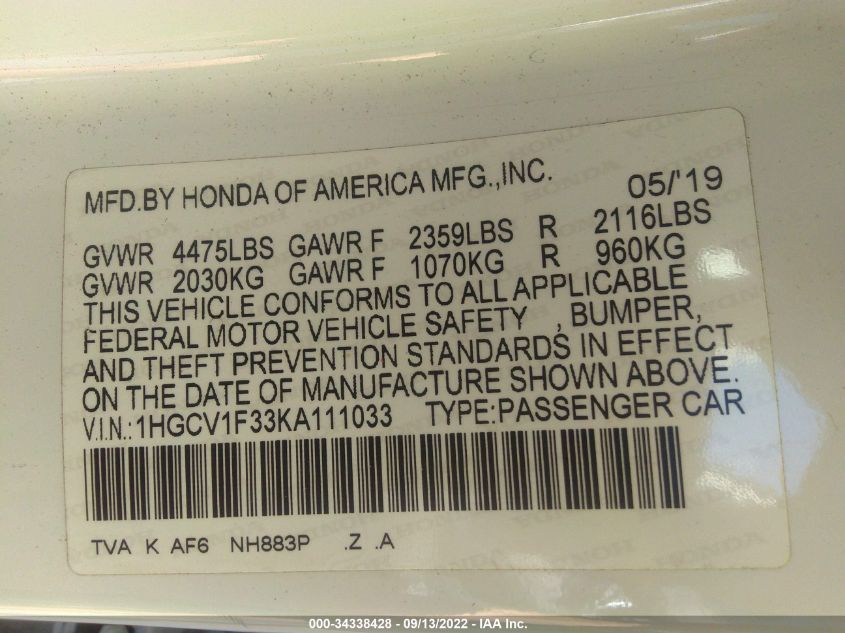 MFD.BY HONDA OF AMERICA MFG.,INC. 05/'19
GVWR 4475LBS GAWR F 2359LBS R 2116LBS
GVWR 2030KG GAWR F 1070KG R 960KG
THIS VEHICLE CONFORMS TO ALL APPLICABLE
FEDERAL MOTOR VEHICLE SAFETY , BUMPER,
AND THEFT PREVENTION STANDARDS IN EFFECT
ON THE DATE OF MANUFACTURE SHOWN ABOVE.
V.I.N.:1HGCV1F33KA111033 TYPE:PASSENGER CAR
TVA K AF6 NH883P .Z .A
000-34338428 - 09/13/2022 - IAA Inc.